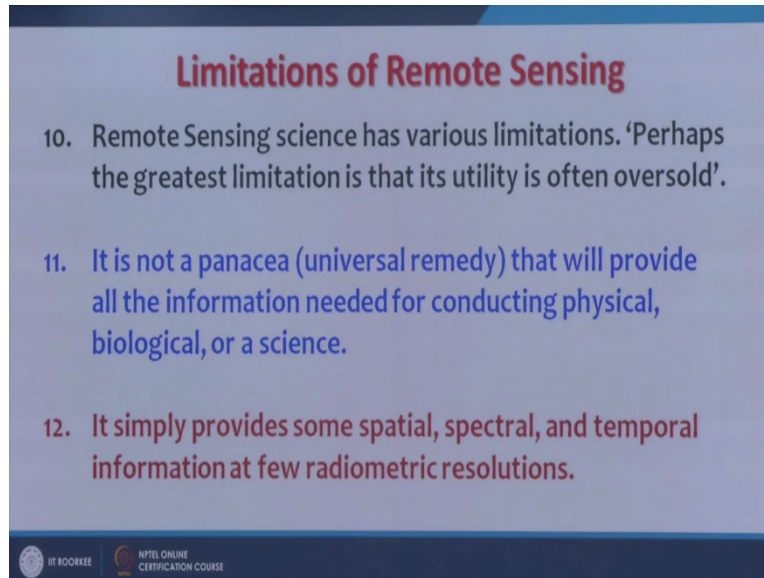 Limitations of Remote Sensing
10. Remote Sensing science has various limitations. 'Perhaps
the greatest limitation is that its utility is often oversold'.
11. It is not a panacea (universal remedy) that will provide
all the information needed for conducting physical,
biological, or a science.
12. It simply provides some spatial, spectral, and temporal
information at few radiometric resolutions.
IIT ROORKEE
NPTEL ONLINE
CERTIFICATION COURSE